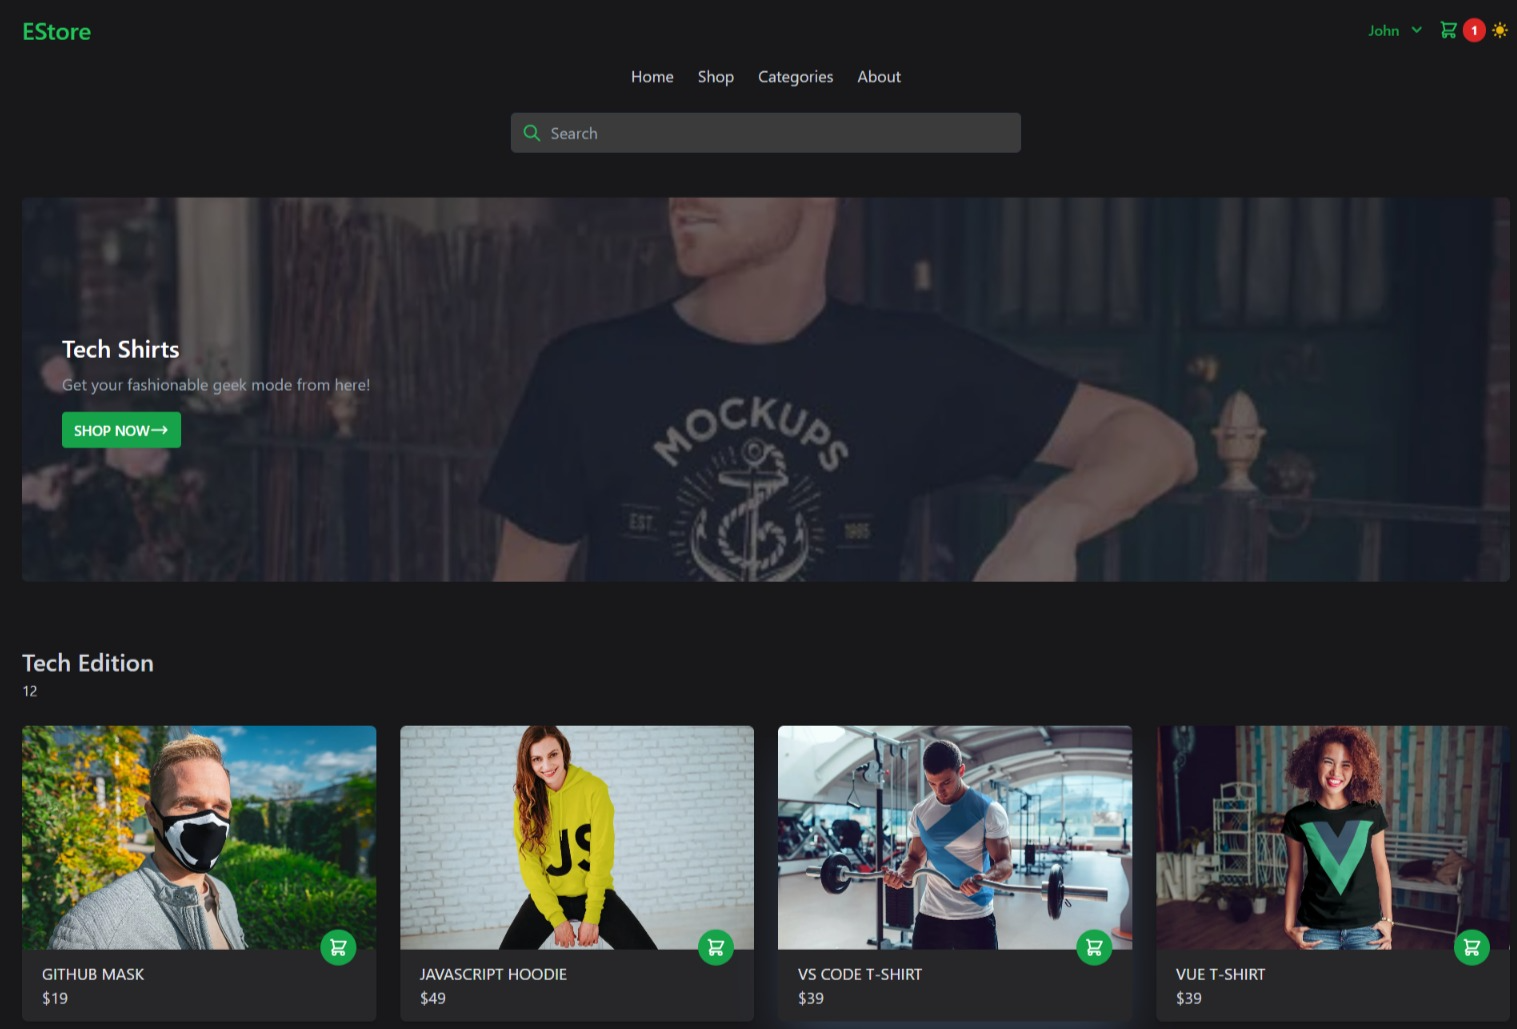 EStore
John
1
Home Shop Categories About
Search
Tech Shirts
Get your fashionable geek mode from here!
SHOP NOW→
MOCKUPS
EST. 1985
Tech Edition
12
JS
GITHUB MASK
$19
JAVASCRIPT HOODIE
$49
VS CODE T-SHIRT
$39
VUE T-SHIRT
$39